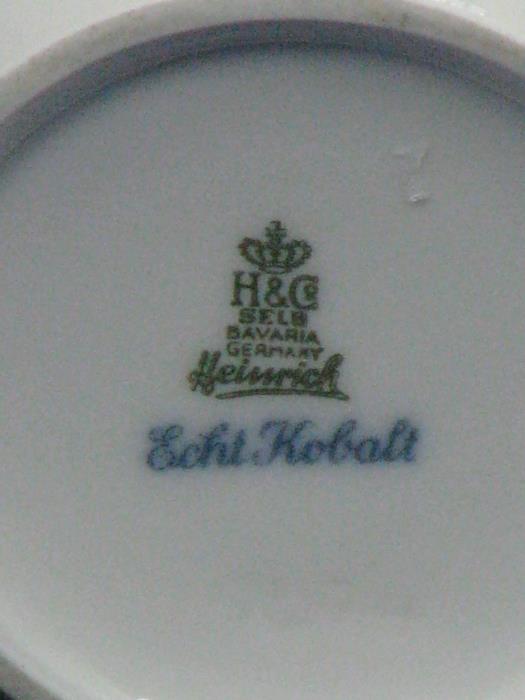 H&Co
SELB
BAVARIA
GERMANY
Heinrich
Echt Kobalt